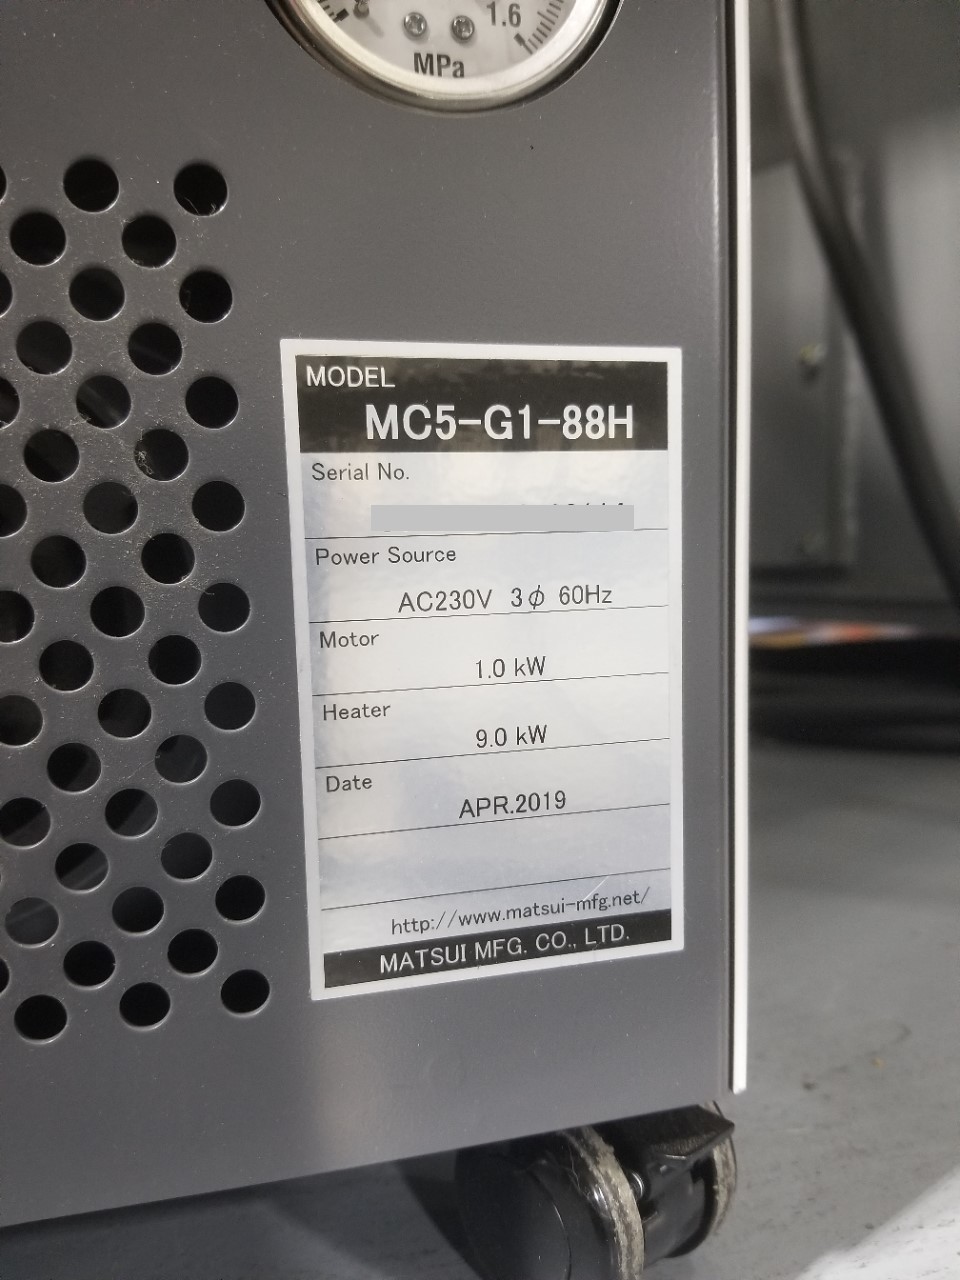 1.6
MPa
MODEL
MC5-G1-88H
Serial No.
Power Source
AC230V 3φ 60Hz
Motor
1.0 kW
Heater
9.0 kW
Date
APR.2019
http://www.matsui-mfg.net/
MATSUI MFG. CO., LTD.